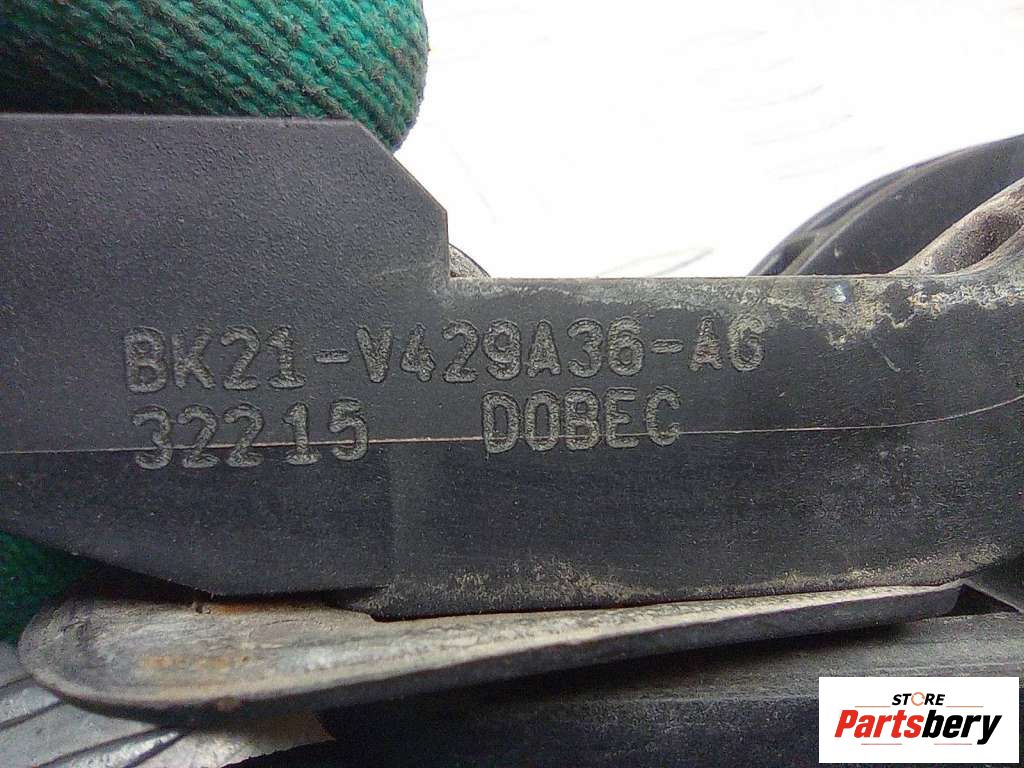 BK21-V429A36-AG
32215 DOBEC
STORE
Partsbery